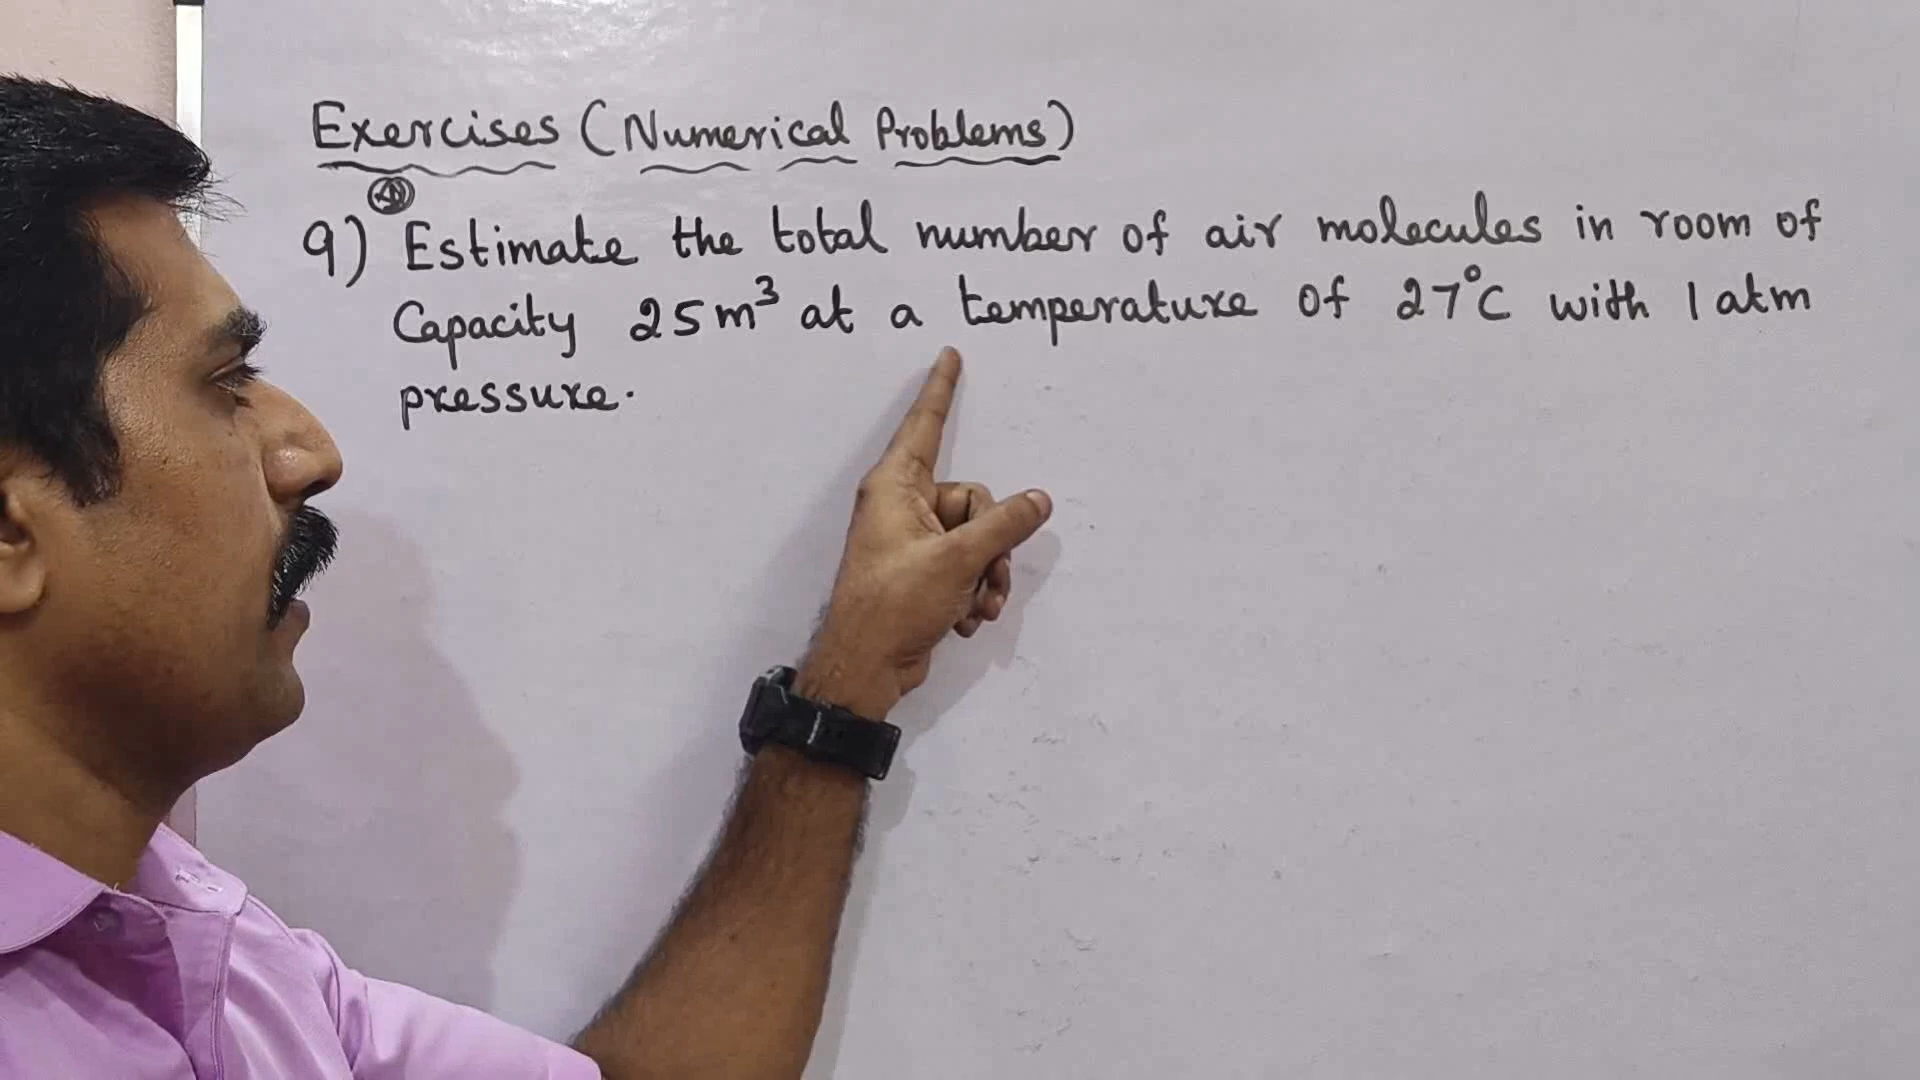 Exercises (Numerical Problems)
9) Estimate the total number of air molecules in room of
Capacity 25m³ at a temperature of 27°C with 1 atm
pressure.